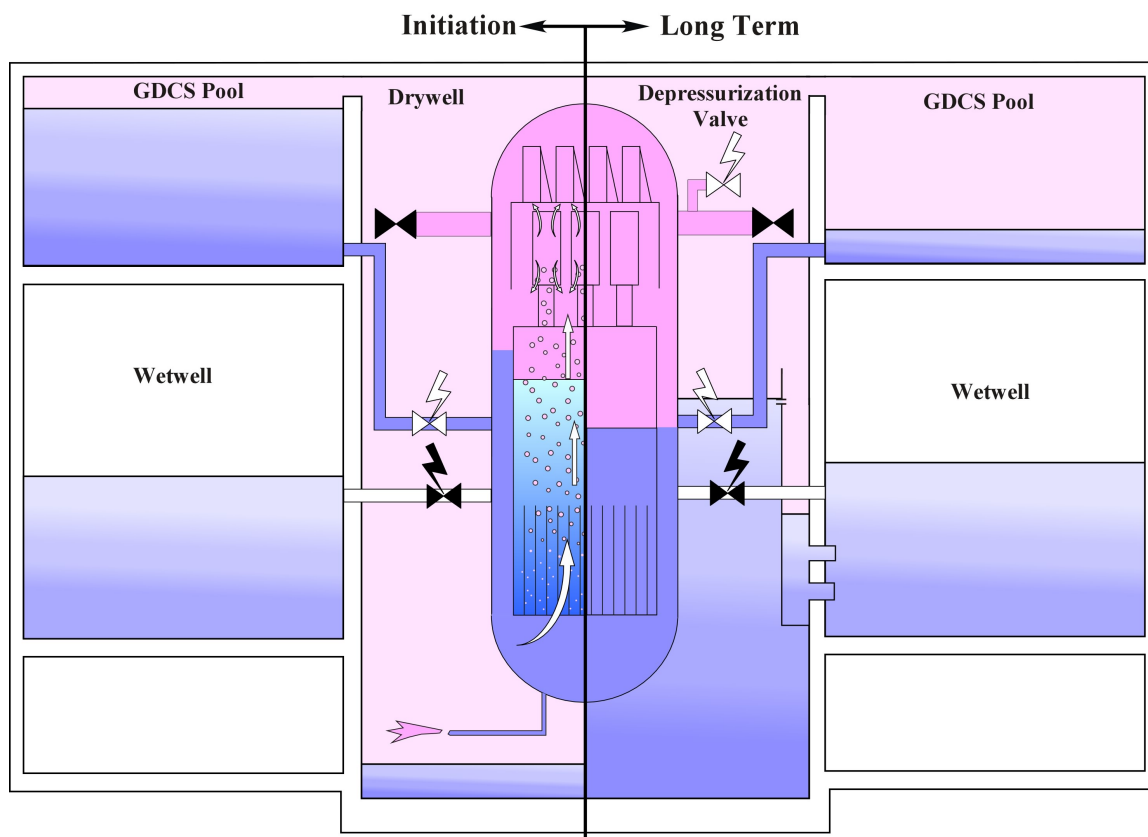 Initiation
Long Term
GDCS Pool
Drywell
Depressurization
Valve
GDCS Pool
Wetwell
Wetwell